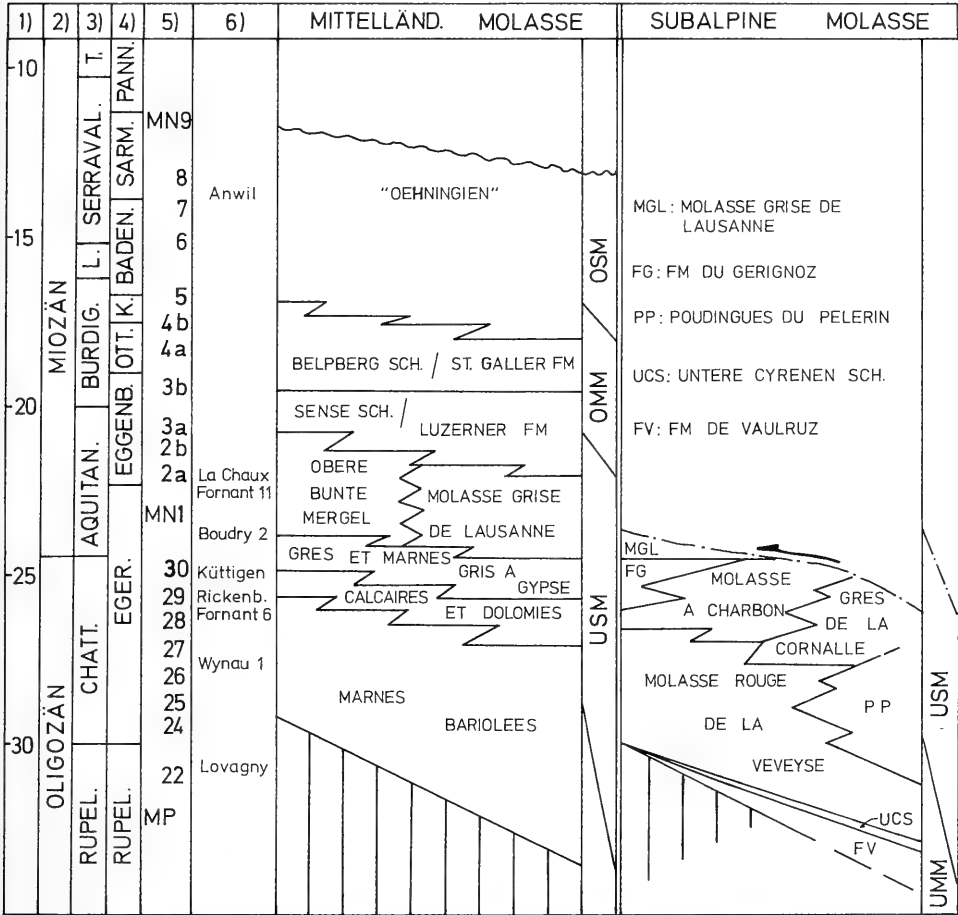 1) 2) 3) 4) 5) 6) MITTELLÄND. MOLASSE SUBALPINE MOLASSE
10
15
20
25
30
MIOZÄN
OLIGOZÄN
T.
SERRAVAL.
L.
BURDIG.
AQUITAN.
CHATT.
RUPEL.
PANN.
SARM.
BADEN.
K.
OTT.
EGGENB.
EGER.
RUPEL.
MN9
8
7
6
5
4b
4a
3b
3a
2b
2a
MN1
30
29
28
27
26
25
24
22
MP
Anwil
La Chaux
Fornant 11
Boudry 2
Küttigen
Rickenb.
Fornant 6
Wynau 1
Lovagny
"OEHNINGIEN"
BELPBERG SCH. / ST. GALLER FM
SENSE SCH. /
LUZERNER FM
OBERE
BUNTE
MERGEL
MOLASSE GRISE
DE LAUSANNE
GRES ET MARNES
GRIS A
GYPSE
CALCAIRES
ET DOLOMIES
MARNES
BARIOLEES
OSM
OMM
USM
MGL: MOLASSE GRISE DE
LAUSANNE
FG: FM DU GERIGNOZ
PP: POUDINGUES DU PELERIN
UCS: UNTERE CYRENEN SCH.
FV: FM DE VAULRUZ
MGL
FG
MOLASSE
A CHARBON
GRES
DE LA
CORNALLE
MOLASSE ROUGE
DE LA
VEVEYSE
PP
UCS
FV
USM
UMM